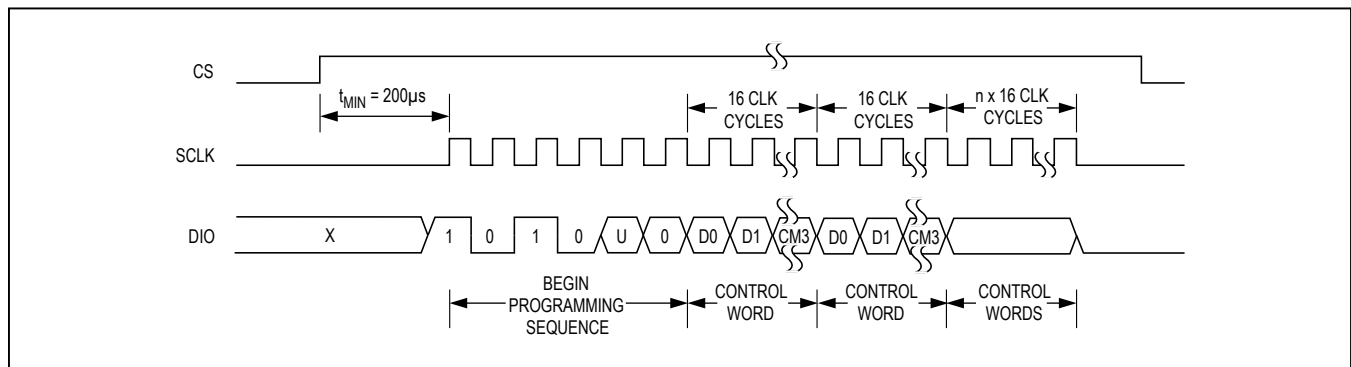 CS
t_MIN = 200µs
16 CLK
CYCLES
16 CLK
CYCLES
n x 16 CLK
CYCLES
SCLK
DIO
X 1 0 1 0 U 0 D0 D1 CM3 D0 D1 CM3
BEGIN
PROGRAMMING
SEQUENCE
CONTROL
WORD
CONTROL
WORD
CONTROL
WORDS